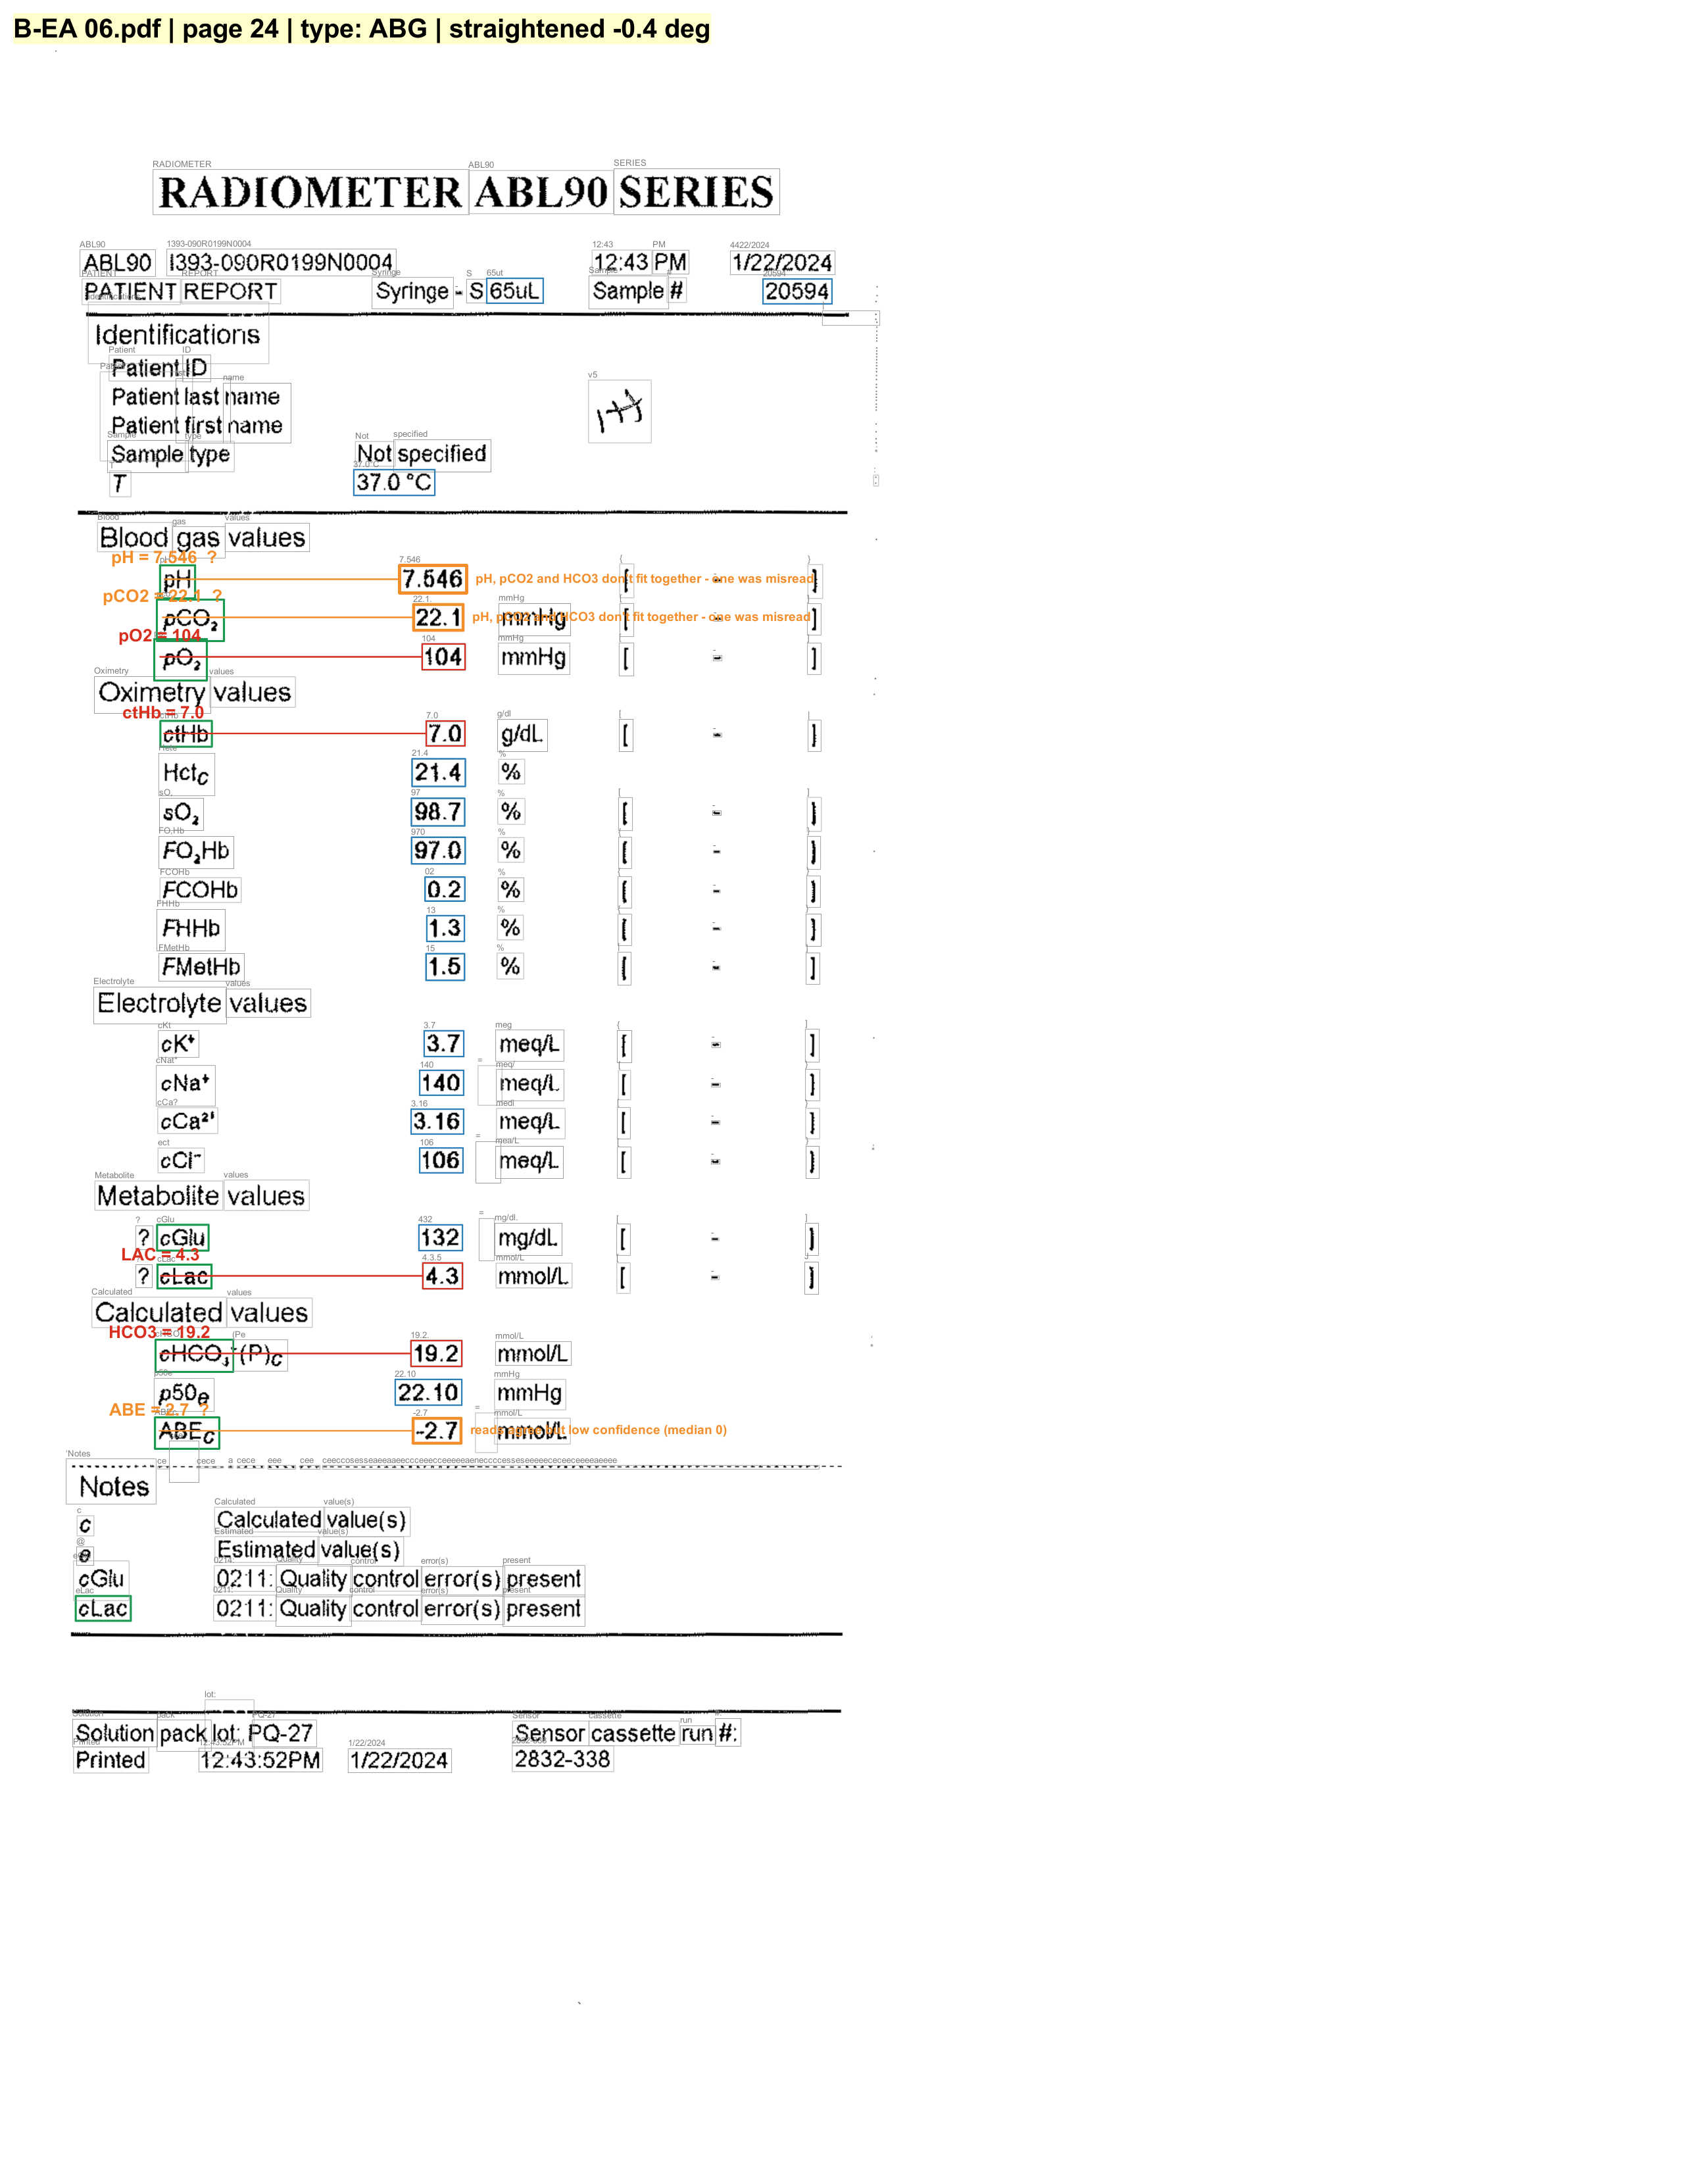 B-EA 06.pdf | page 24 | type: ABG | straightened -0.4 deg
RADIOMETER ABL90 SERIES
ABL90 I393-090R0199N0004 12:43 PM 1/22/2024
PATIENT REPORT Syringe - S 65uL Sample # 20594
Identifications
Patient ID
Patient last name
Patient first name
Sample type Not specified
T 37.0 °C
Blood gas values
pH = 7.546 ?
pH 7.546 pH, pCO2 and HCO3 don't fit together - one was misread [ - ]
pCO2 = 22.1 ?
pCO₂ 22.1 mmHg pH, pCO2 and HCO3 don't fit together - one was misread [ - ]
pO2 = 104
pO₂ 104 mmHg [ - ]
Oximetry values
ctHb = 7.0
ctHb 7.0 g/dL [ - ]
Hctc 21.4 %
sO₂ 98.7 % [ - ]
FO₂Hb 97.0 % [ - ]
FCOHb 0.2 % [ - ]
FHHb 1.3 % [ - ]
FMetHb 1.5 % [ - ]
Electrolyte values
cK⁺ 3.7 meq/L [ - ]
cNa⁺ 140 meq/L [ - ]
cCa²⁺ 3.16 meq/L [ - ]
cCl⁻ 106 meq/L [ - ]
Metabolite values
? cGlu 132 mg/dL [ - ]
LAC = 4.3
? cLac 4.3 mmol/L [ - ]
Calculated values
HCO3 = 19.2
cHCO₃⁻(P)c 19.2 mmol/L
p50e 22.10 mmHg
ABE = 2.7 ?
ABEc -2.7 mmol/L reads agree but low confidence (median 0)
Notes
c Calculated value(s)
e Estimated value(s)
cGlu 0211: Quality control error(s) present
cLac 0211: Quality control error(s) present
Solution pack lot: PQ-27 Sensor cassette run #:
Printed 12:43:52PM 1/22/2024 2832-338